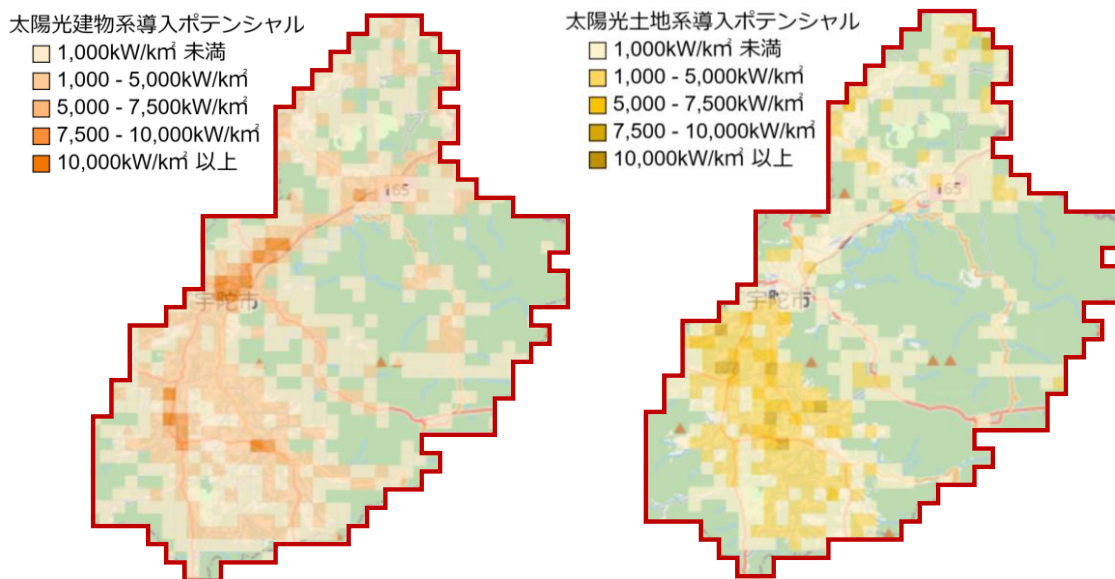 太陽光建物系導入ポテンシャル
1,000kW/k㎡ 未満
1,000 - 5,000kW/k㎡
5,000 - 7,500kW/k㎡
7,500 - 10,000kW/k㎡
10,000kW/k㎡ 以上
165
宇陀市
太陽光土地系導入ポテンシャル
1,000kW/k㎡ 未満
1,000 - 5,000kW/k㎡
5,000 - 7,500kW/k㎡
7,500 - 10,000kW/k㎡
10,000kW/k㎡ 以上
165
宇陀市